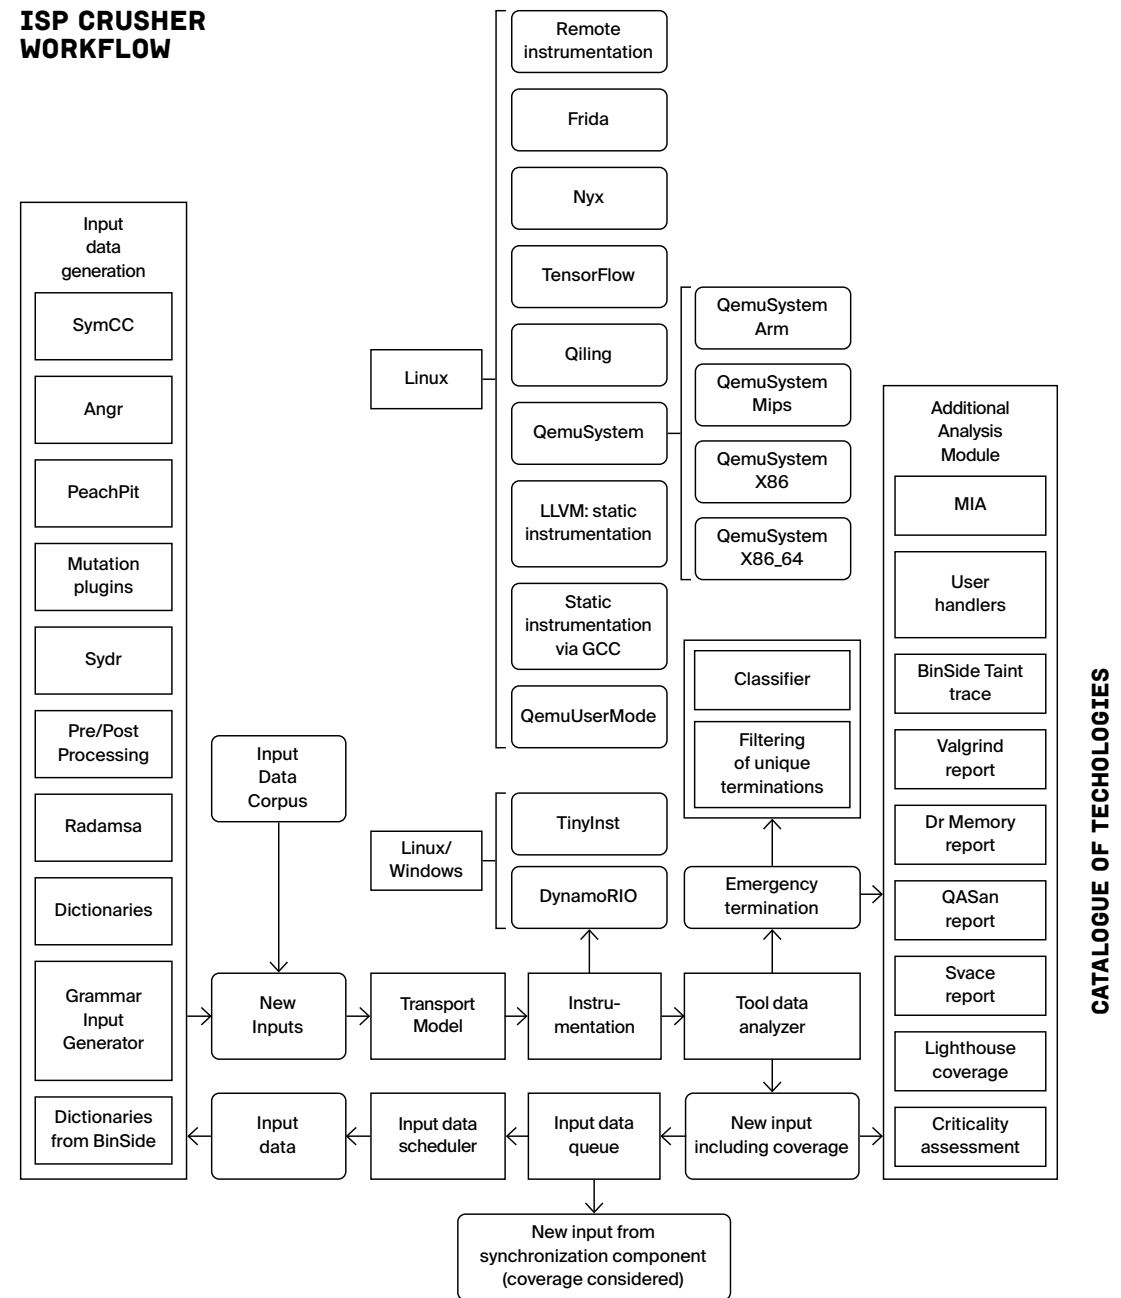 ISP CRUSHER
WORKFLOW
Remote
instrumentation
Frida
Nyx
TensorFlow
Qiling
QemuSystem
LLVM: static
instrumentation
Static
instrumentation
via GCC
QemuUserMode
Linux
QemuSystem
Arm
QemuSystem
Mips
QemuSystem
X86
QemuSystem
X86_64
Input
data
generation
SymCC
Angr
PeachPit
Mutation
plugins
Sydr
Pre/Post
Processing
Radamsa
Dictionaries
Grammar
Input
Generator
Dictionaries
from BinSide
Input
Data
Corpus
Linux/
Windows
TinyInst
DynamoRIO
Classifier
Filtering
of unique
terminations
Emergency
termination
New
Inputs
Transport
Model
Instru-
mentation
Tool data
analyzer
Input
data
Input data
scheduler
Input data
queue
New input
including coverage
New input from
synchronization component
(coverage considered)
Additional
Analysis
Module
MIA
User
handlers
BinSide Taint
trace
Valgrind
report
Dr Memory
report
QASan
report
Svace
report
Lighthouse
coverage
Criticality
assessment
CATALOGUE OF TECHOLOGIES